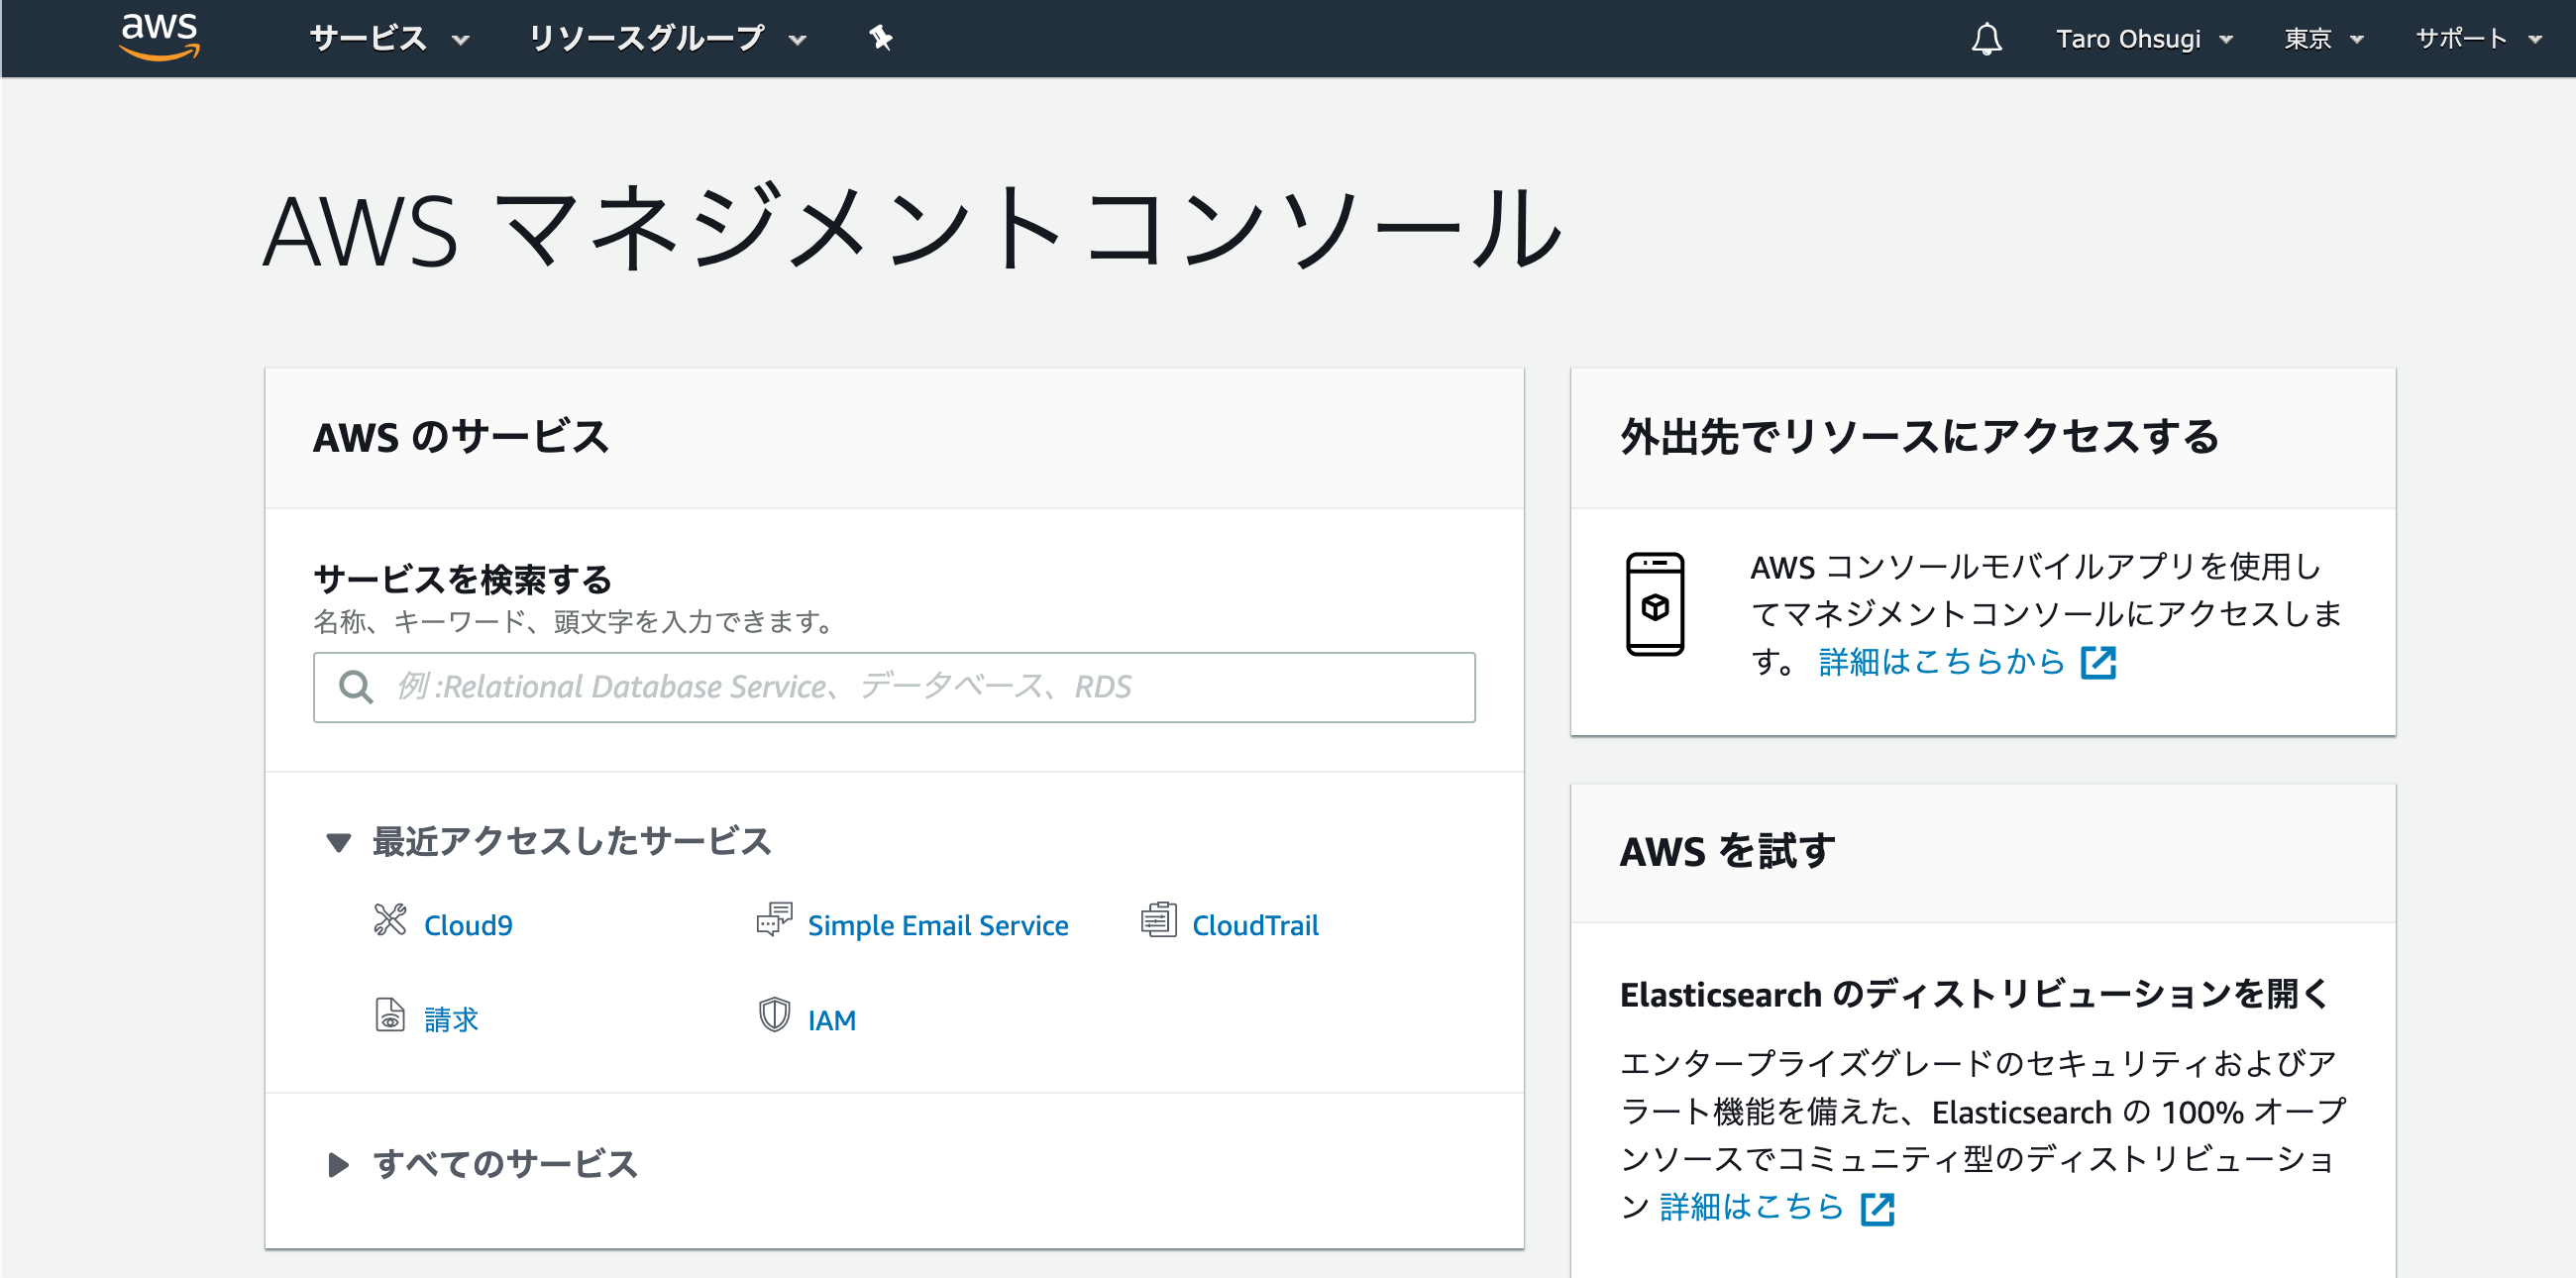 aws サービス リソースグループ Taro Ohsugi 東京 サポート
AWS マネジメントコンソール
AWS のサービス
サービスを検索する
名称、キーワード、頭文字を入力できます。
例 :Relational Database Service、データベース、RDS
最近アクセスしたサービス
Cloud9 Simple Email Service CloudTrail
請求 IAM
すべてのサービス
外出先でリソースにアクセスする
AWS コンソールモバイルアプリを使用し
てマネジメントコンソールにアクセスしま
す。 詳細はこちらから
AWS を試す
Elasticsearch のディストリビューションを開く
エンタープライズグレードのセキュリティおよびア
ラート機能を備えた、Elasticsearch の 100% オープ
ンソースでコミュニティ型のディストリビューショ
ン 詳細はこちら